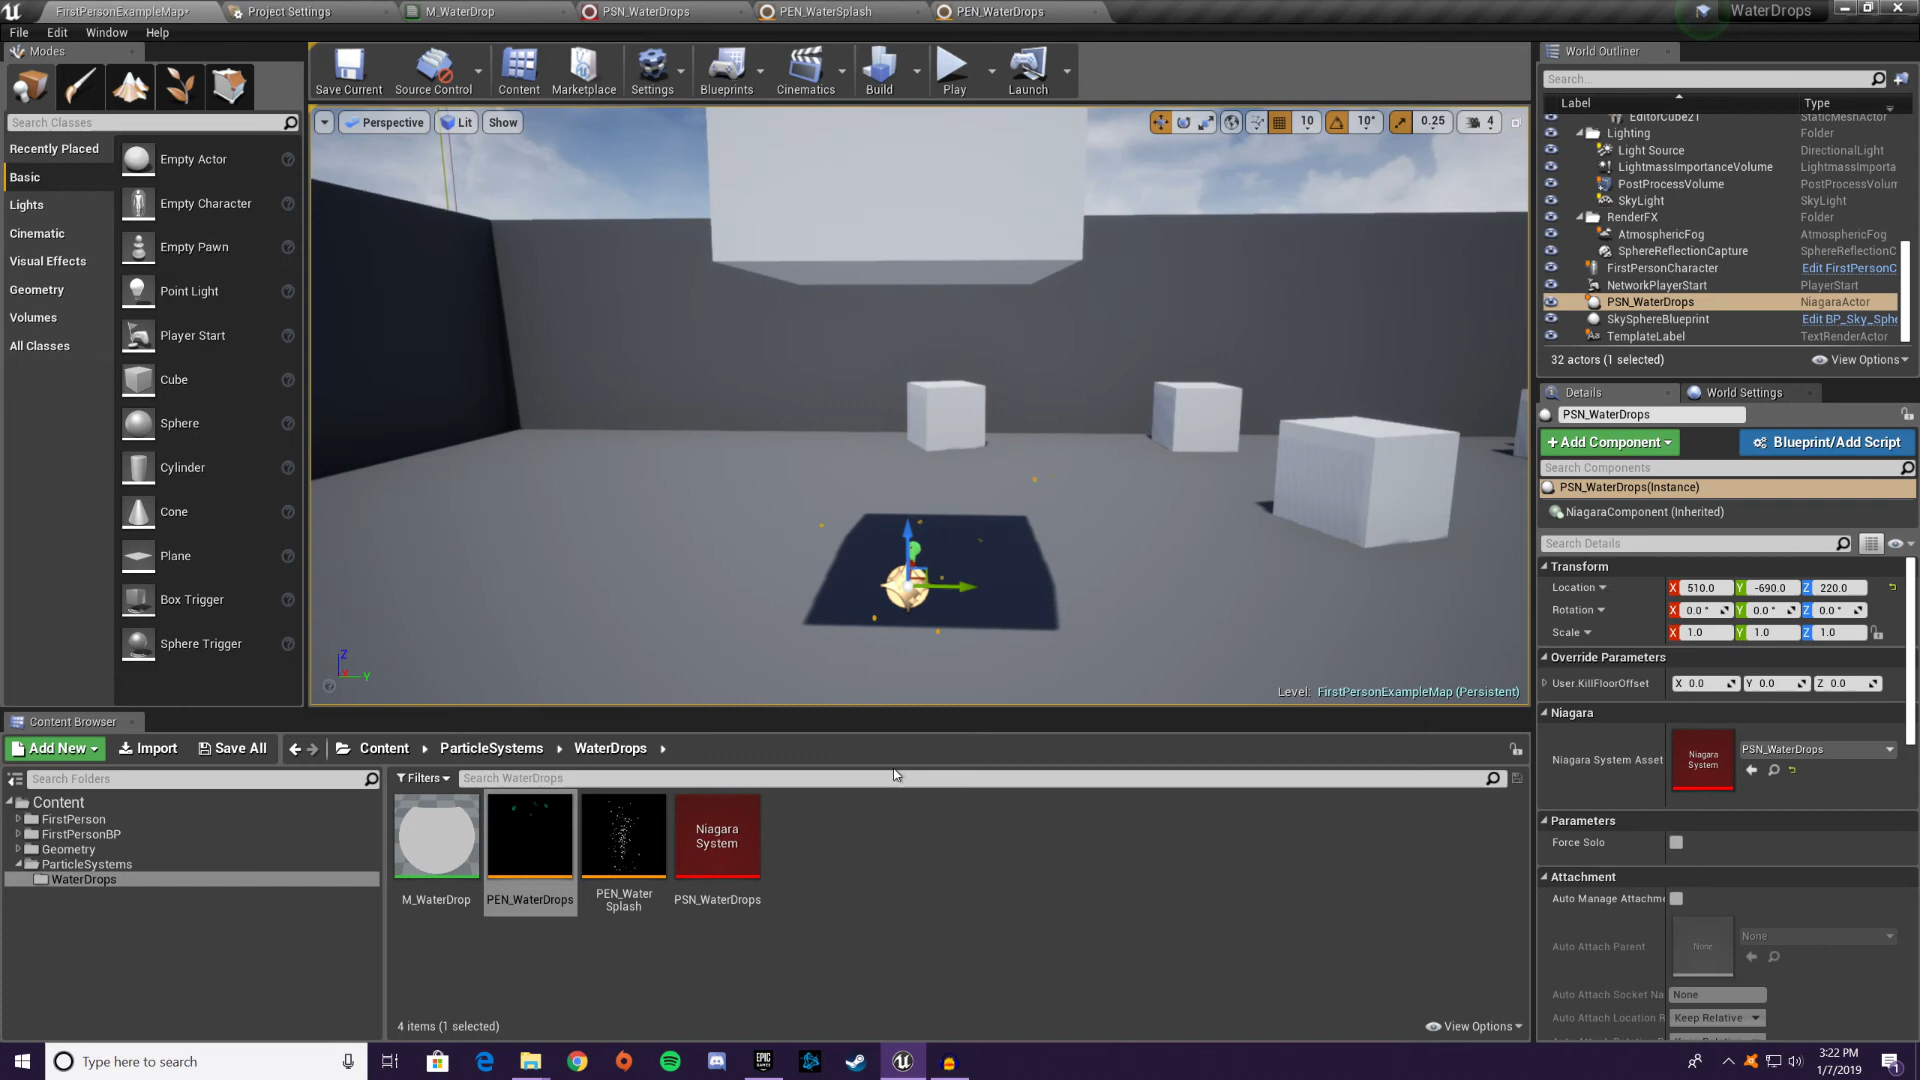 FirstPersonExampleMap*
Project Settings
M_WaterDrop
PSN_WaterDrops
PEN_WaterSplash
PEN_WaterDrops
WaterDrops
File Edit Window Help
Modes
Search Classes
Recently Placed
Basic
Lights
Cinematic
Visual Effects
Geometry
Volumes
All Classes
Empty Actor
Empty Character
Empty Pawn
Point Light
Player Start
Cube
Sphere
Cylinder
Cone
Plane
Box Trigger
Sphere Trigger
Save Current
Source Control
Content
Marketplace
Settings
Blueprints
Cinematics
Build
Play
Launch
Perspective
Lit
Show
10
10°
0.25
4
Z
X
Y
Level: FirstPersonExampleMap (Persistent)
World Outliner
Search...
Label Type
EditorCube21 StaticMeshActor
Lighting Folder
Light Source DirectionalLight
LightmassImportanceVolume LightmassImporta
PostProcessVolume PostProcessVolum
SkyLight SkyLight
RenderFX Folder
AtmosphericFog AtmosphericFog
SphereReflectionCapture SphereReflectionC
FirstPersonCharacter Edit FirstPersonC
NetworkPlayerStart PlayerStart
PSN_WaterDrops NiagaraActor
SkySphereBlueprint Edit BP_Sky_Sphe
TemplateLabel TextRenderActor
32 actors (1 selected)
View Options
Details
World Settings
PSN_WaterDrops
+Add Component
Blueprint/Add Script
Search Components
PSN_WaterDrops(Instance)
NiagaraComponent (Inherited)
Search Details
Transform
Location X 510.0 Y -690.0 Z 220.0
Rotation X 0.0 ° Y 0.0 ° Z 0.0 °
Scale X 1.0 Y 1.0 Z 1.0
Override Parameters
User.KillFloorOffset X 0.0 Y 0.0 Z 0.0
Niagara
Niagara System Asset
Niagara
System
PSN_WaterDrops
Parameters
Force Solo
Attachment
Auto Manage Attachme
Auto Attach Parent
None
None
Auto Attach Socket Na None
Auto Attach Location R Keep Relative
Content Browser
Add New
Import
Save All
Content
ParticleSystems
WaterDrops
Search Folders
Filters
Search WaterDrops
Content
FirstPerson
FirstPersonBP
Geometry
ParticleSystems
WaterDrops
Niagara
System
M_WaterDrop
PEN_WaterDrops
PEN_Water
Splash
PSN_WaterDrops
4 items (1 selected)
View Options
Type here to search
EPIC
GAMES
3:22 PM
1/7/2019
1